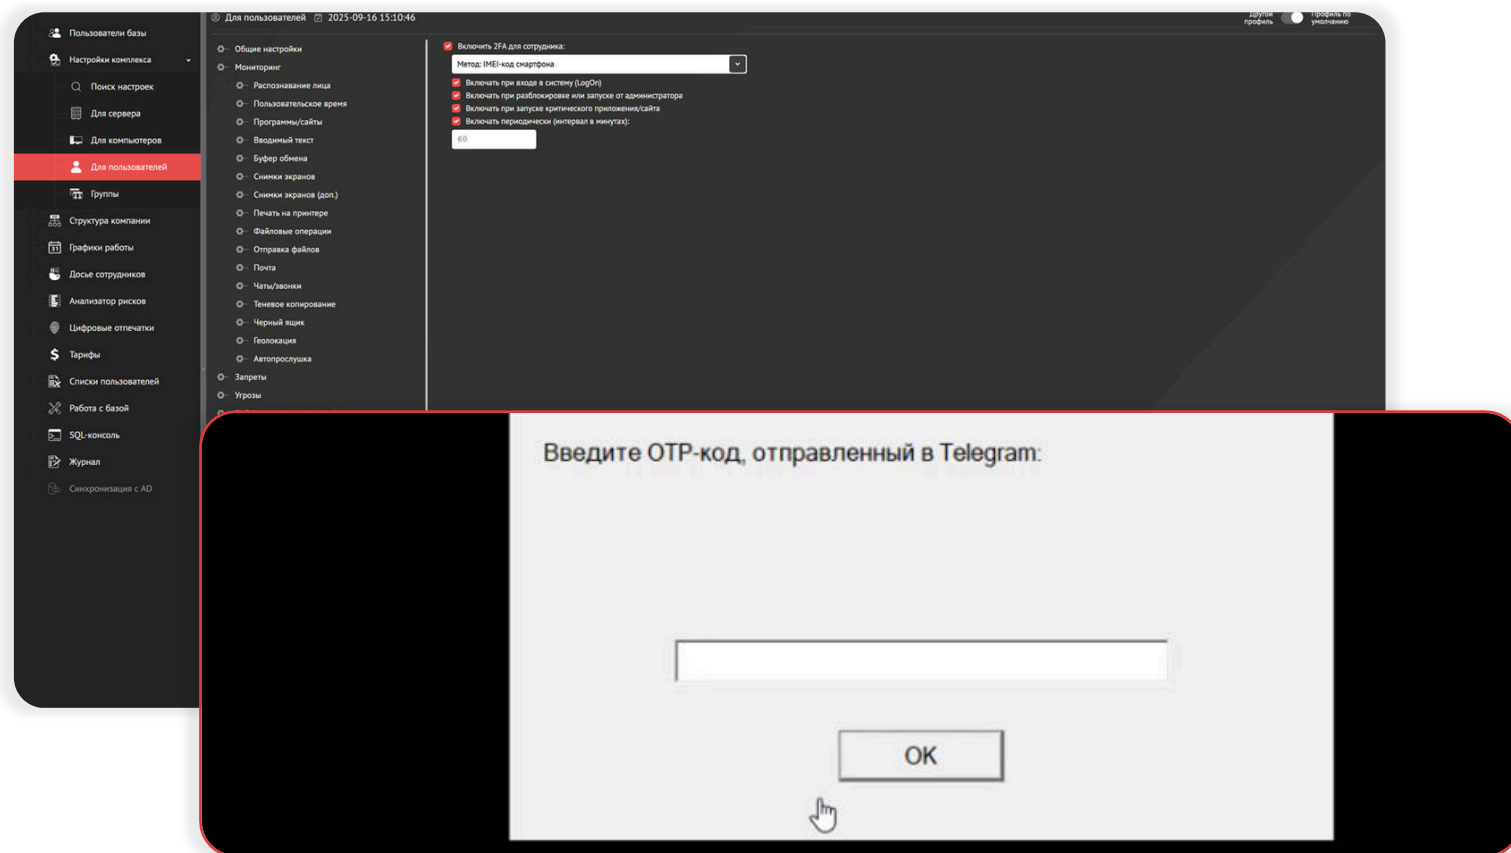 Для пользователей 2025-09-16 15:10:46
Другой профиль
Профиль по умолчанию
Пользователи базы
Настройки комплекса
Поиск настроек
Для сервера
Для компьютеров
Для пользователей
Группы
Структура компании
Графики работы
Досье сотрудников
Анализатор рисков
Цифровые отпечатки
Тарифы
Списки пользователей
Работа с базой
SQL-консоль
Журнал
Синхронизация с AD
Общие настройки
Мониторинг
Распознавание лица
Пользовательское время
Программы/сайты
Вводимый текст
Буфер обмена
Снимки экранов
Снимки экранов (доп.)
Печать на принтере
Файловые операции
Отправка файлов
Почта
Чаты/звонки
Теневое копирование
Черный ящик
Геолокация
Автопрослушка
Запреты
Угрозы
Включить 2FA для сотрудника:
Метод: IMEI-код смартфона
Включать при входе в систему (LogOn)
Включать при разблокировке или запуске от администратора
Включать при запуске критического приложения/сайта
Включать периодически (интервал в минутах):
60
Введите OTP-код, отправленный в Telegram:
OK